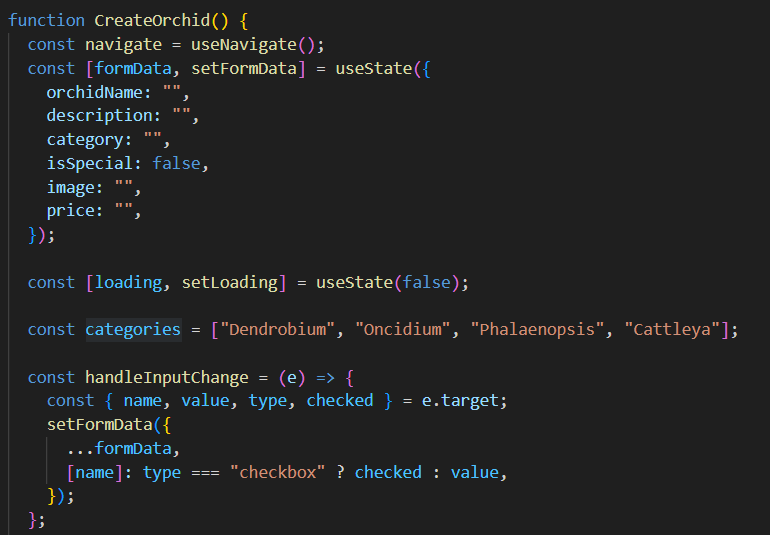 function CreateOrchid() {
  const navigate = useNavigate();
  const [formData, setFormData] = useState({
    orchidName: "",
    description: "",
    category: "",
    isSpecial: false,
    image: "",
    price: "",
  });

  const [loading, setLoading] = useState(false);

  const categories = ["Dendrobium", "Oncidium", "Phalaenopsis", "Cattleya"];

  const handleInputChange = (e) => {
    const { name, value, type, checked } = e.target;
    setFormData({
      ...formData,
      [name]: type === "checkbox" ? checked : value,
    });
  };